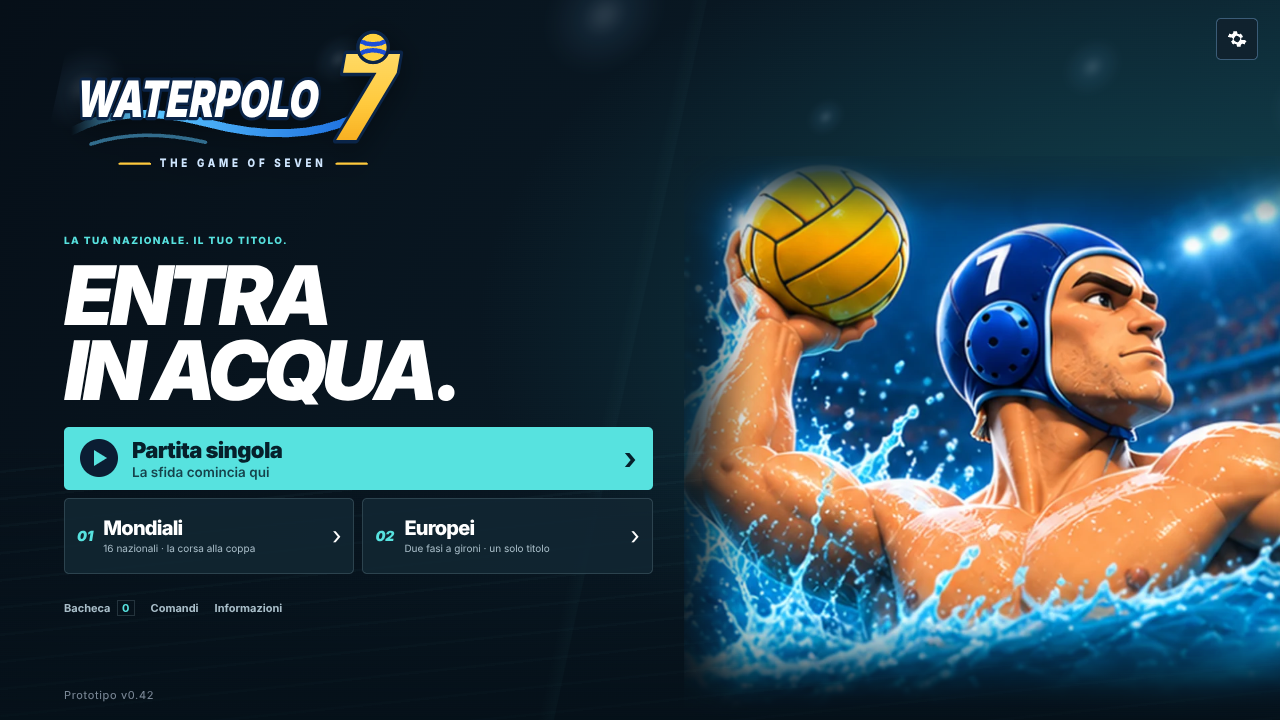 WATERPOLO 7
THE GAME OF SEVEN
LA TUA NAZIONALE. IL TUO TITOLO.
ENTRA
IN ACQUA.
7
Partita singola
La sfida comincia qui
01 Mondiali
16 nazionali · la corsa alla coppa
02 Europei
Due fasi a gironi · un solo titolo
Bacheca 0 Comandi Informazioni
Prototipo v0.42